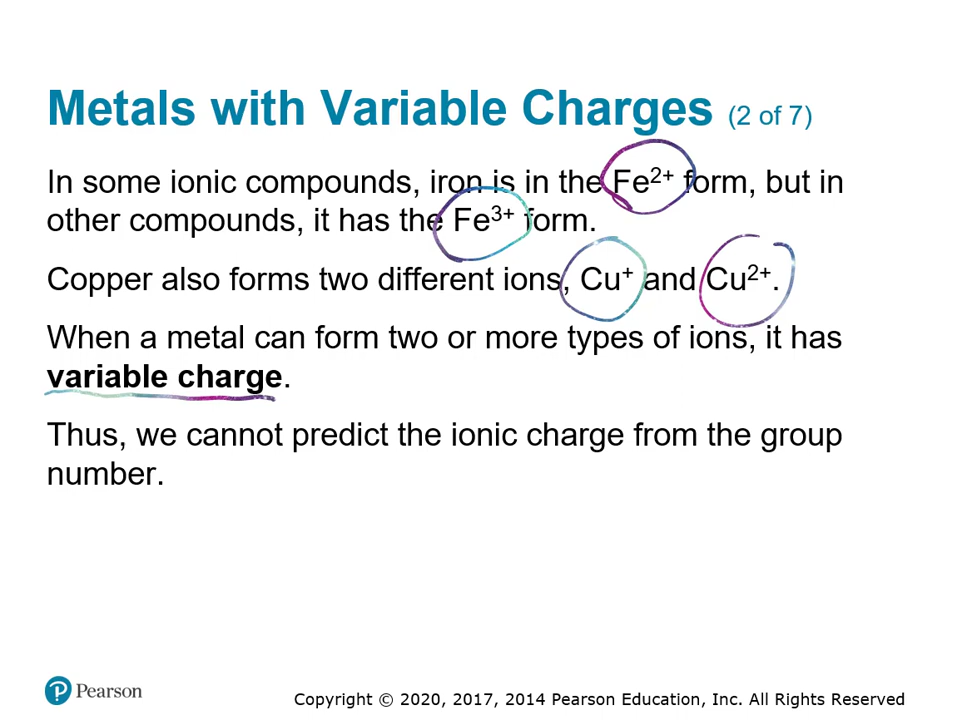 Metals with Variable Charges (2 of 7)
In some ionic compounds, iron is in the Fe²⁺ form, but in
other compounds, it has the Fe³⁺ form.
Copper also forms two different ions, Cu⁺ and Cu²⁺.
When a metal can form two or more types of ions, it has
variable charge.
Thus, we cannot predict the ionic charge from the group
number.
Pearson
Copyright © 2020, 2017, 2014 Pearson Education, Inc. All Rights Reserved